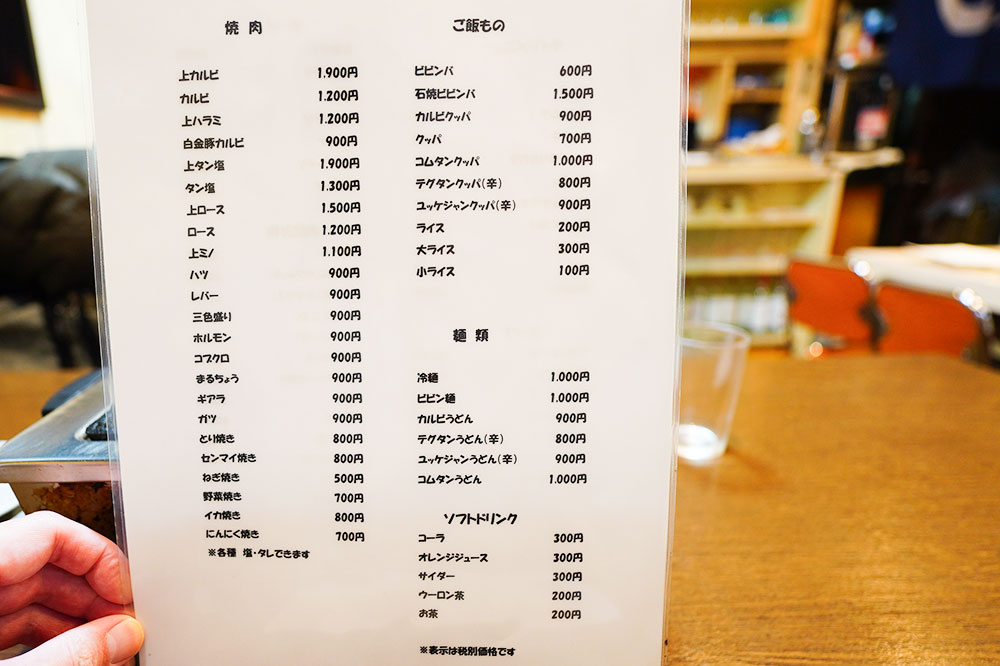 焼肉
上カルビ 1.900円
カルビ 1.200円
上ハラミ 1.200円
白金豚カルビ 900円
上タン塩 1.900円
タン塩 1.300円
上ロース 1.500円
ロース 1.200円
上ミノ 1.100円
ハツ 900円
レバー 900円
三色盛り 900円
ホルモン 900円
コブクロ 900円
まるちょう 900円
ギアラ 900円
ガツ 900円
とり焼き 800円
センマイ焼き 800円
ねぎ焼き 500円
野菜焼き 700円
イカ焼き 800円
にんにく焼き 700円
※各種 塩・タレできます
ご飯もの
ビビンバ 600円
石焼ビビンバ 1.500円
カルビクッパ 900円
クッパ 700円
コムタンクッパ 1.000円
テグタンクッパ(辛) 800円
ユッケジャンクッパ(辛) 900円
ライス 200円
大ライス 300円
小ライス 100円
麺類
冷麺 1.000円
ビビン麺 1.000円
カルビうどん 900円
テグタンうどん(辛) 800円
ユッケジャンうどん(辛) 900円
コムタンうどん 1.000円
ソフトドリンク
コーラ 300円
オレンジジュース 300円
サイダー 300円
ウーロン茶 200円
お茶 200円
※表示は税別価格です